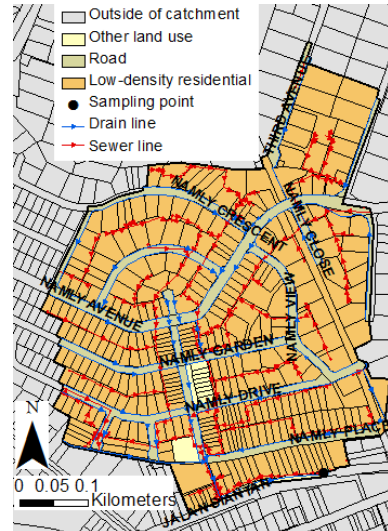 Outside of catchment
Other land use
Road
Low-density residential
Sampling point
Drain line
Sewer line
THIRD AVENUE
NAMLY CRESCENT
NAMLY CLOSE
NAMLY AVENUE
NAMLY VIEW
NAMLY GARDEN
NAMLY DRIVE
NAMLY PLACE
N
0 0.05 0.1
Kilometers
JALAN SIANTAN